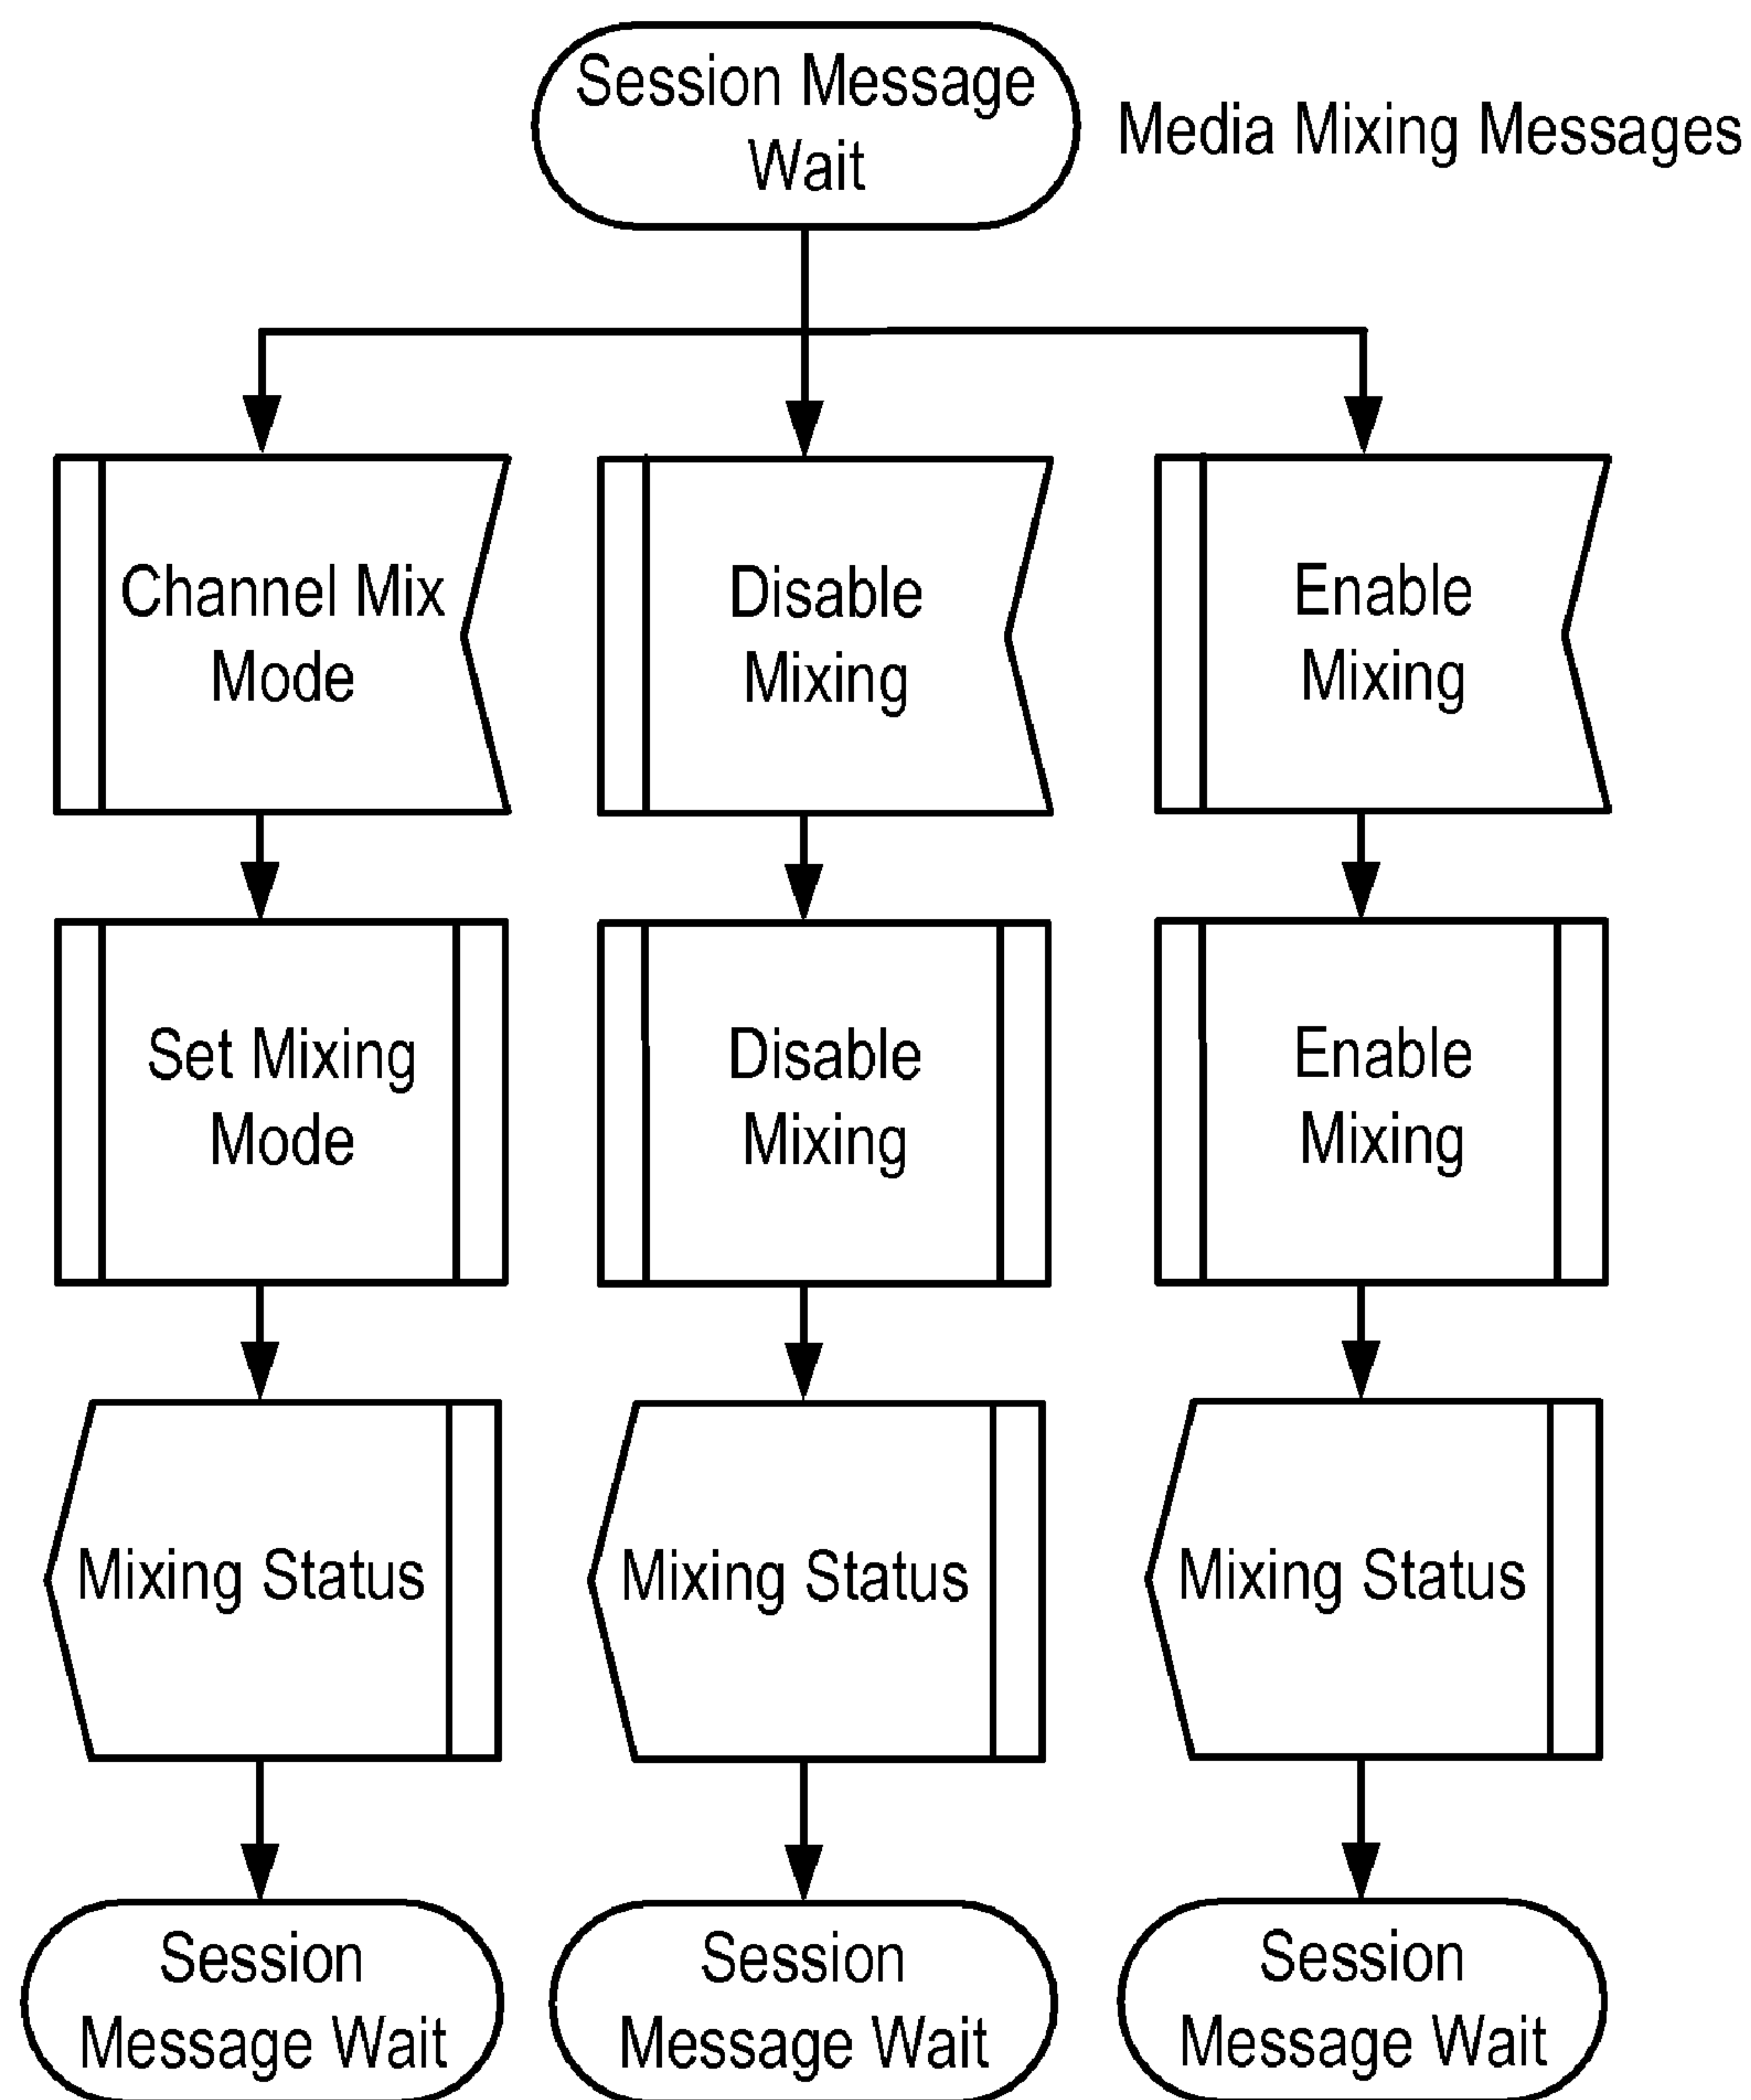 Session Message
Wait
Media Mixing Messages
Channel Mix
Mode
Disable
Mixing
Enable
Mixing
Set Mixing
Mode
Disable
Mixing
Enable
Mixing
Mixing Status
Mixing Status
Mixing Status
Session
Message Wait
Session
Message Wait
Session
Message Wait